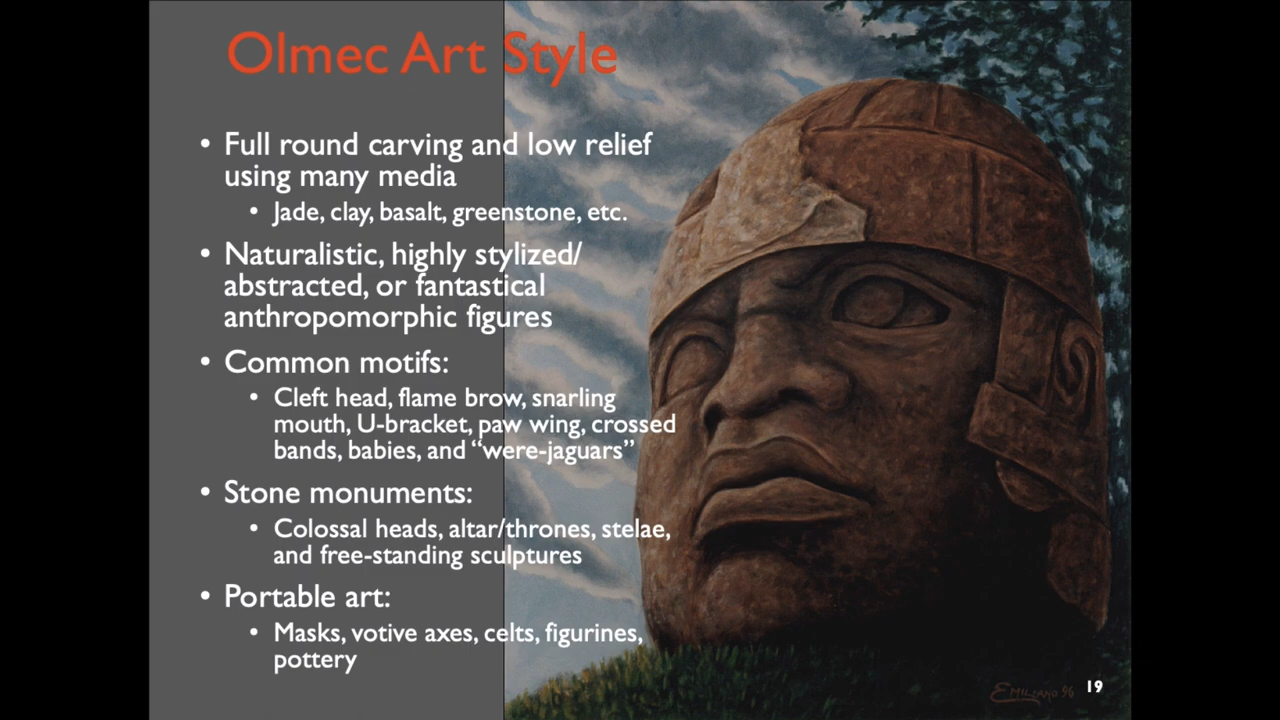 Olmec Art Style
• Full round carving and low relief
using many media
• Jade, clay, basalt, greenstone, etc.
• Naturalistic, highly stylized/
abstracted, or fantastical
anthropomorphic figures
• Common motifs:
• Cleft head, flame brow, snarling
mouth, U-bracket, paw wing, crossed
bands, babies, and “were-jaguars”
• Stone monuments:
• Colossal heads, altar/thrones, stelae,
and free-standing sculptures
• Portable art:
• Masks, votive axes, celts, figurines,
pottery
EMILIANO 96
19